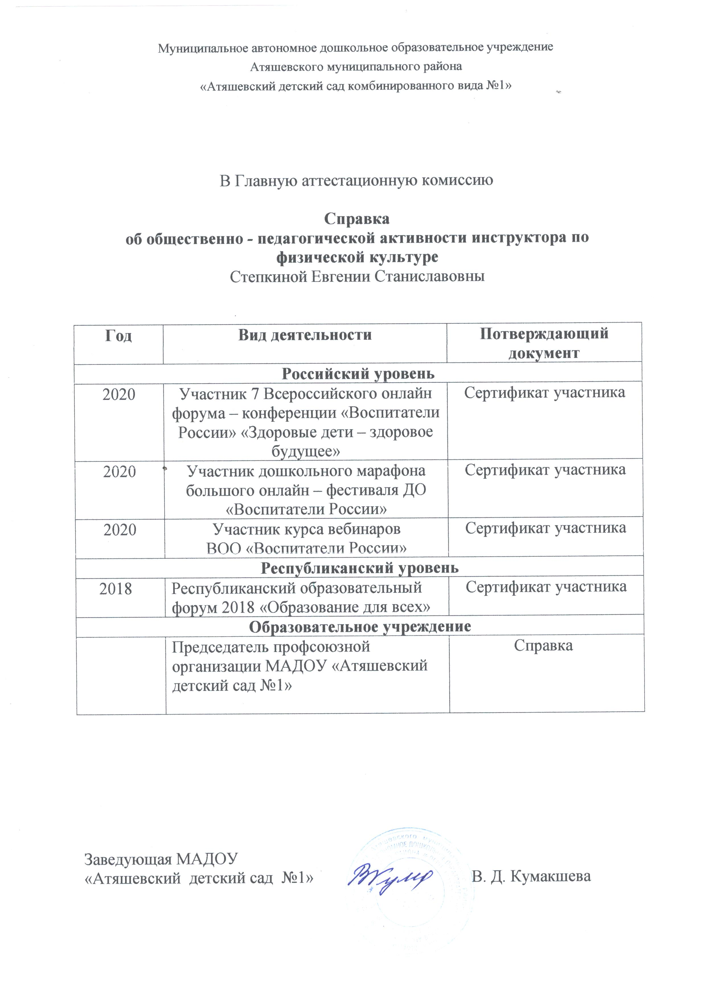 Муниципальное автономное дошкольное образовательное учреждение
Атяшевского муниципального района
«Атяшевский детский сад комбинированного вида №1»
В Главную аттестационную комиссию
Справка
об общественно - педагогической активности инструктора по
физической культуре
Степкиной Евгении Станиславовны
Год Вид деятельности Потверждающий
документ
Российский уровень
2020 Участник 7 Всероссийского онлайн Сертификат участника
форума – конференции «Воспитатели
России» «Здоровые дети – здоровое
будущее»
2020 Участник дошкольного марафона Сертификат участника
большого онлайн – фестиваля ДО
«Воспитатели России»
2020 Участник курса вебинаров Сертификат участника
ВОО «Воспитатели России»
Республиканский уровень
2018 Республиканский образовательный Сертификат участника
форум 2018 «Образование для всех»
Образовательное учреждение
Председатель профсоюзной Справка
организации МАДОУ «Атяшевский
детский сад №1»
Заведующая МАДОУ
«Атяшевский детский сад №1» В. Д. Кумакшева